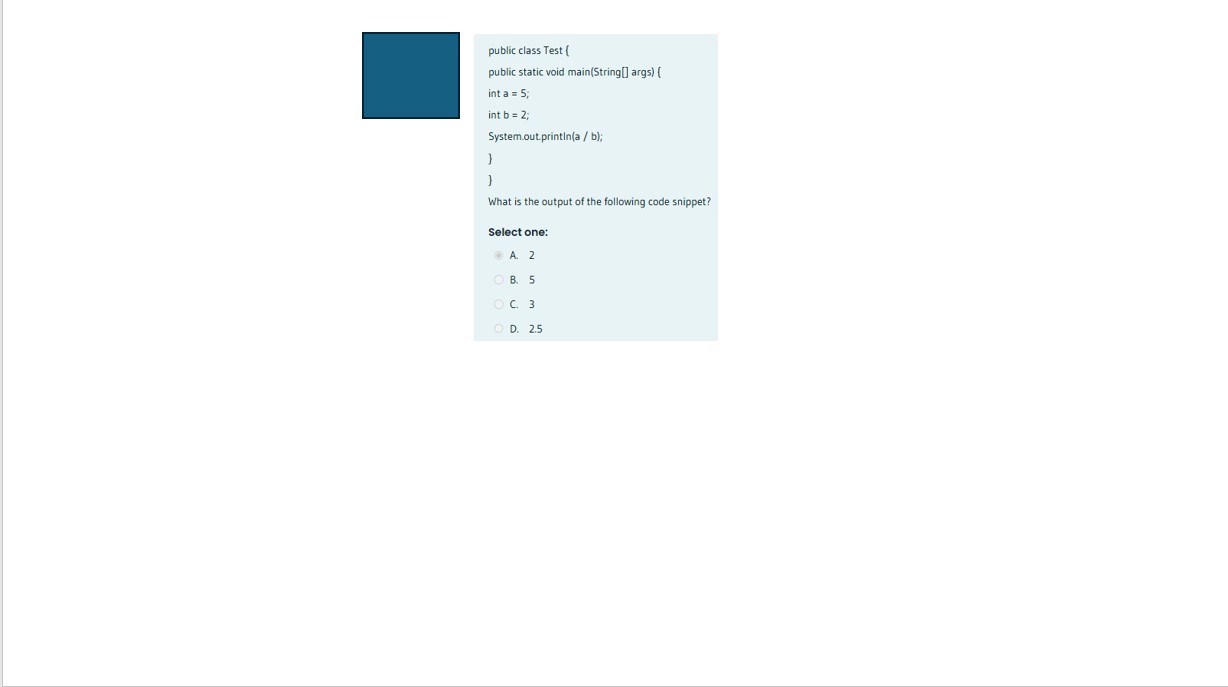 public class Test {
public static void main(String[] args) {
int a = 5;
int b = 2;
System.out.println(a / b);
}
}
What is the output of the following code snippet?
Select one:
A. 2
B. 5
C. 3
D. 2.5